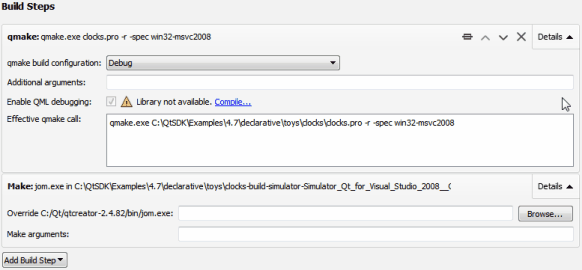 Build Steps
qmake: qmake.exe clocks.pro -r -spec win32-msvc2008 Details
qmake build configuration: Debug
Additional arguments:
Enable QML debugging: Library not available. Compile...
Effective qmake call: qmake.exe C:\QtSDK\Examples\4.7\declarative\toys\clocks\clocks.pro -r -spec win32-msvc2008
Make: jom.exe in C:\QtSDK\Examples\4.7\declarative\toys\clocks-build-simulator-Simulator_Qt_for_Visual_Studio_2008__( Details
Override C:/Qt/qtcreator-2.4.82/bin/jom.exe: Browse...
Make arguments:
Add Build Step